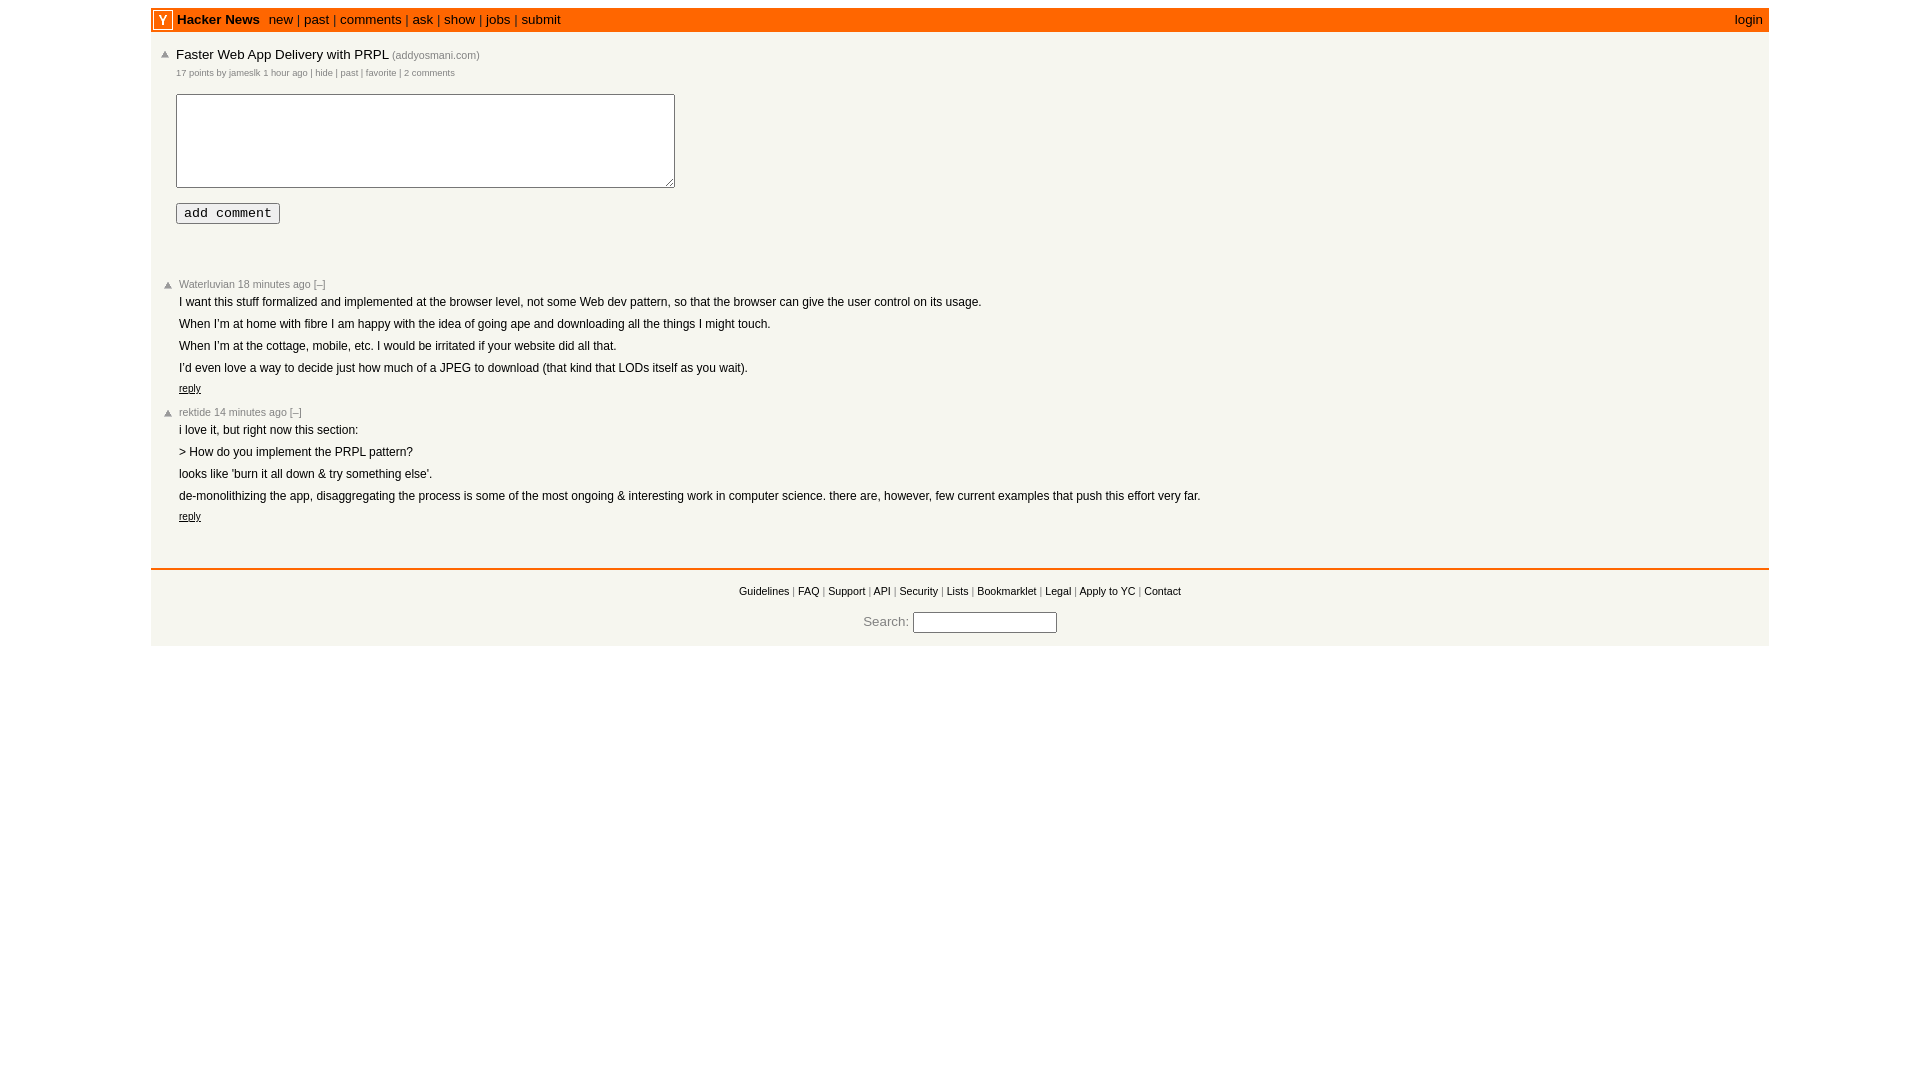 Y Hacker News new | past | comments | ask | show | jobs | submit login
Faster Web App Delivery with PRPL (addyosmani.com)
17 points by jameslk 1 hour ago | hide | past | favorite | 2 comments
add comment
Waterluvian 18 minutes ago [–]
I want this stuff formalized and implemented at the browser level, not some Web dev pattern, so that the browser can give the user control on its usage.
When I’m at home with fibre I am happy with the idea of going ape and downloading all the things I might touch.
When I’m at the cottage, mobile, etc. I would be irritated if your website did all that.
I’d even love a way to decide just how much of a JPEG to download (that kind that LODs itself as you wait).
reply
rektide 14 minutes ago [–]
i love it, but right now this section:
> How do you implement the PRPL pattern?
looks like 'burn it all down & try something else'.
de-monolithizing the app, disaggregating the process is some of the most ongoing & interesting work in computer science. there are, however, few current examples that push this effort very far.
reply
Guidelines | FAQ | Support | API | Security | Lists | Bookmarklet | Legal | Apply to YC | Contact
Search: